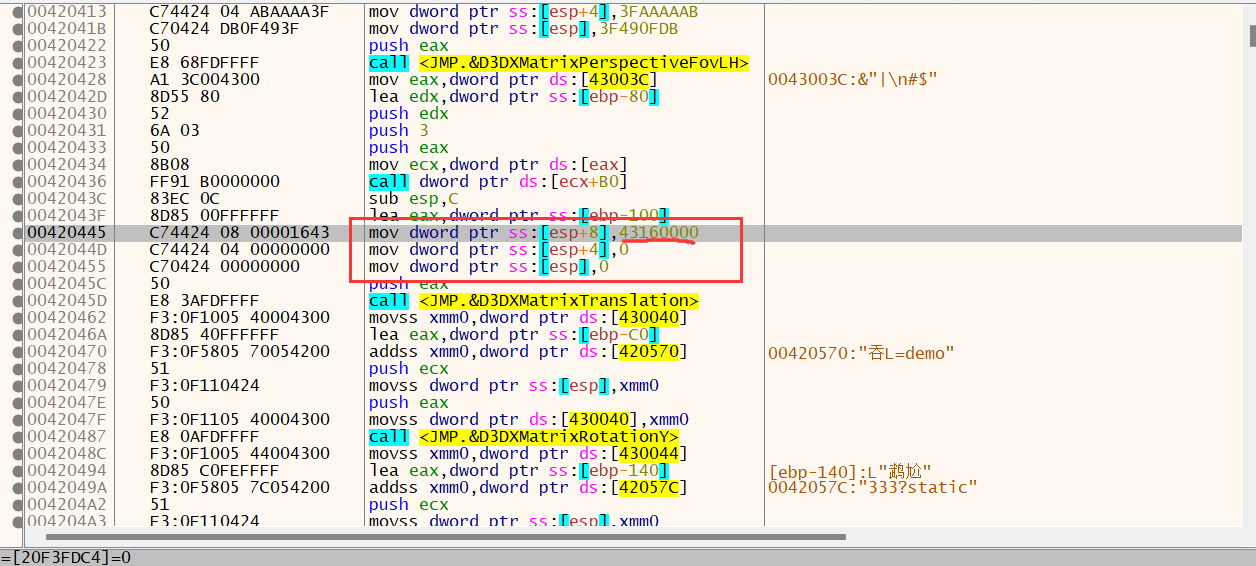 00420413 C74424 04 ABAAAA3F mov dword ptr ss:[esp+4],3FAAAAAB
0042041B C70424 DB0F493F mov dword ptr ss:[esp],3F490FDB
00420422 50 push eax
00420423 E8 68FDFFFF call <JMP.&D3DXMatrixPerspectiveFovLH>
00420428 A1 3C004300 mov eax,dword ptr ds:[43003C] 0043003C:&"|\n#$"
0042042D 8D55 80 lea edx,dword ptr ss:[ebp-80]
00420430 52 push edx
00420431 6A 03 push 3
00420433 50 push eax
00420434 8B08 mov ecx,dword ptr ds:[eax]
00420436 FF91 B0000000 call dword ptr ds:[ecx+B0]
0042043C 83EC 0C sub esp,C
0042043F 8D85 00FFFFFF lea eax,dword ptr ss:[ebp-100]
00420445 C74424 08 00001643 mov dword ptr ss:[esp+8],43160000
0042044D C74424 04 00000000 mov dword ptr ss:[esp+4],0
00420455 C70424 00000000 mov dword ptr ss:[esp],0
0042045C 50 push eax
0042045D E8 3AFDFFFF call <JMP.&D3DXMatrixTranslation>
00420462 F3:0F1005 40004300 movss xmm0,dword ptr ds:[430040]
0042046A 8D85 40FFFFFF lea eax,dword ptr ss:[ebp-C0]
00420470 F3:0F5805 70054200 addss xmm0,dword ptr ds:[420570] 00420570:"吞L=demo"
00420478 51 push ecx
00420479 F3:0F110424 movss dword ptr ss:[esp],xmm0
0042047E 50 push eax
0042047F F3:0F1105 40004300 movss dword ptr ds:[430040],xmm0
00420487 E8 0AFDFFFF call <JMP.&D3DXMatrixRotationY>
0042048C F3:0F1005 44004300 movss xmm0,dword ptr ds:[430044]
00420494 8D85 C0FEFFFF lea eax,dword ptr ss:[ebp-140] [ebp-140]:L"鹉尬"
0042049A F3:0F5805 7C054200 addss xmm0,dword ptr ds:[42057C] 0042057C:"333?static"
004204A2 51 push ecx
004204A3 F3:0F110424 movss dword ptr ss:[esp],xmm0
=[20F3FDC4]=0